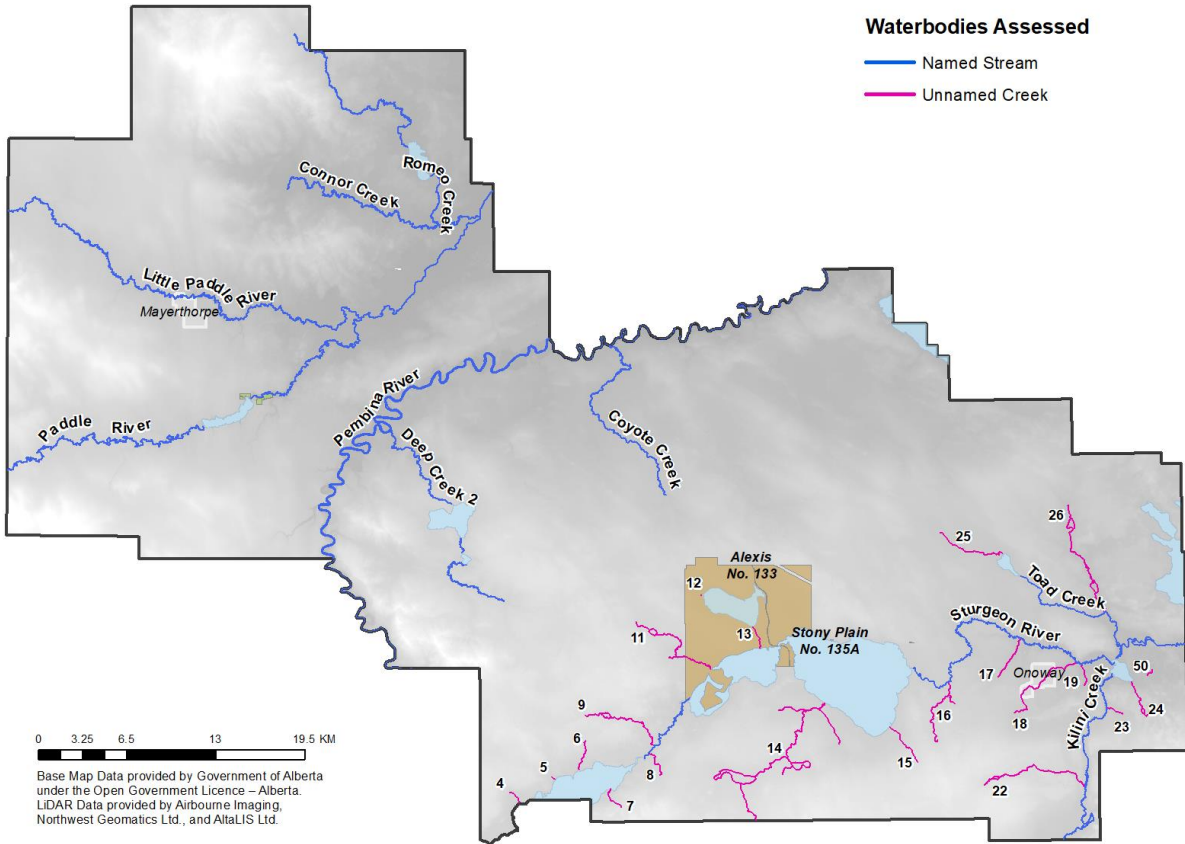 Waterbodies Assessed
Named Stream
Unnamed Creek
Romeo Creek
Connor Creek
Little Paddle River
Mayerthorpe
Paddle River
Pembina River
Deep Creek 2
Coyote Creek
26
25
Alexis
No. 133
12
Toad Creek
11
13
Stony Plain
No. 135A
Sturgeon River
17
Onoway
19
50
9
16
18
23
24
Kilini Creek
6
14
5
8
15
4
7
22
0 3.25 6.5 13 19.5 KM
Base Map Data provided by Government of Alberta
under the Open Government Licence – Alberta.
LiDAR Data provided by Airbourne Imaging,
Northwest Geomatics Ltd., and AltaLIS Ltd.